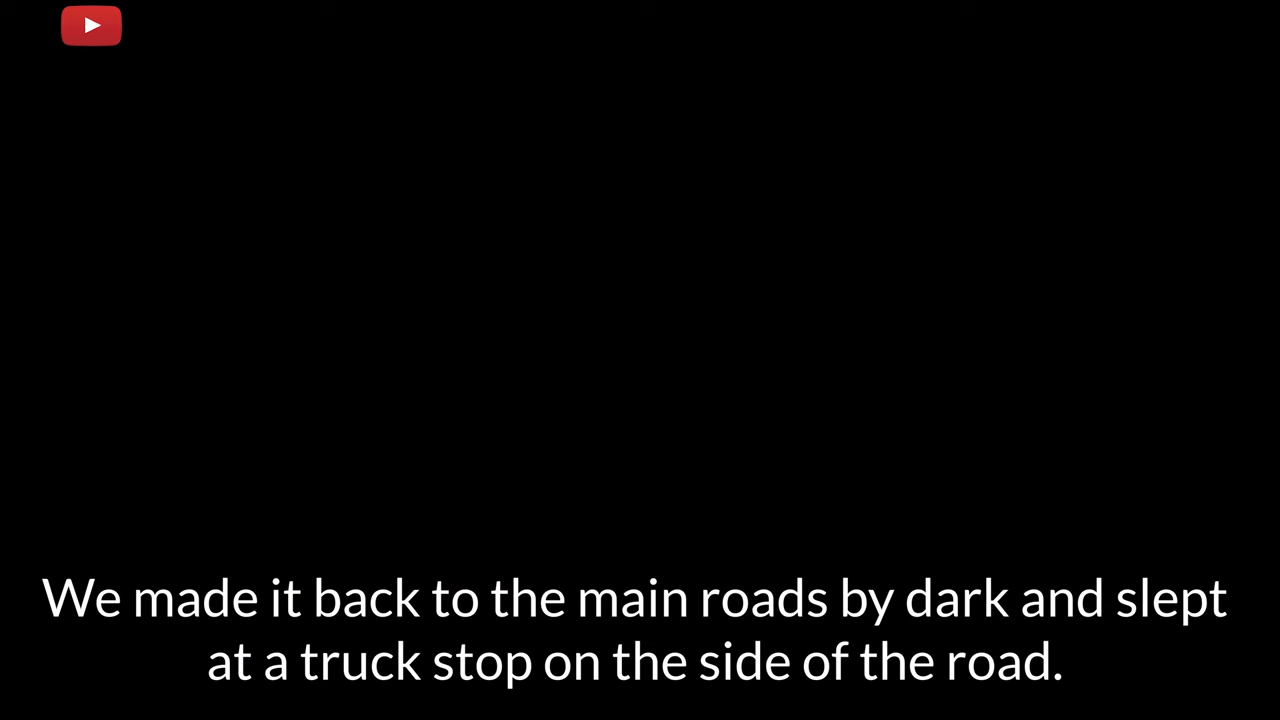 We made it back to the main roads by dark and slept
at a truck stop on the side of the road.